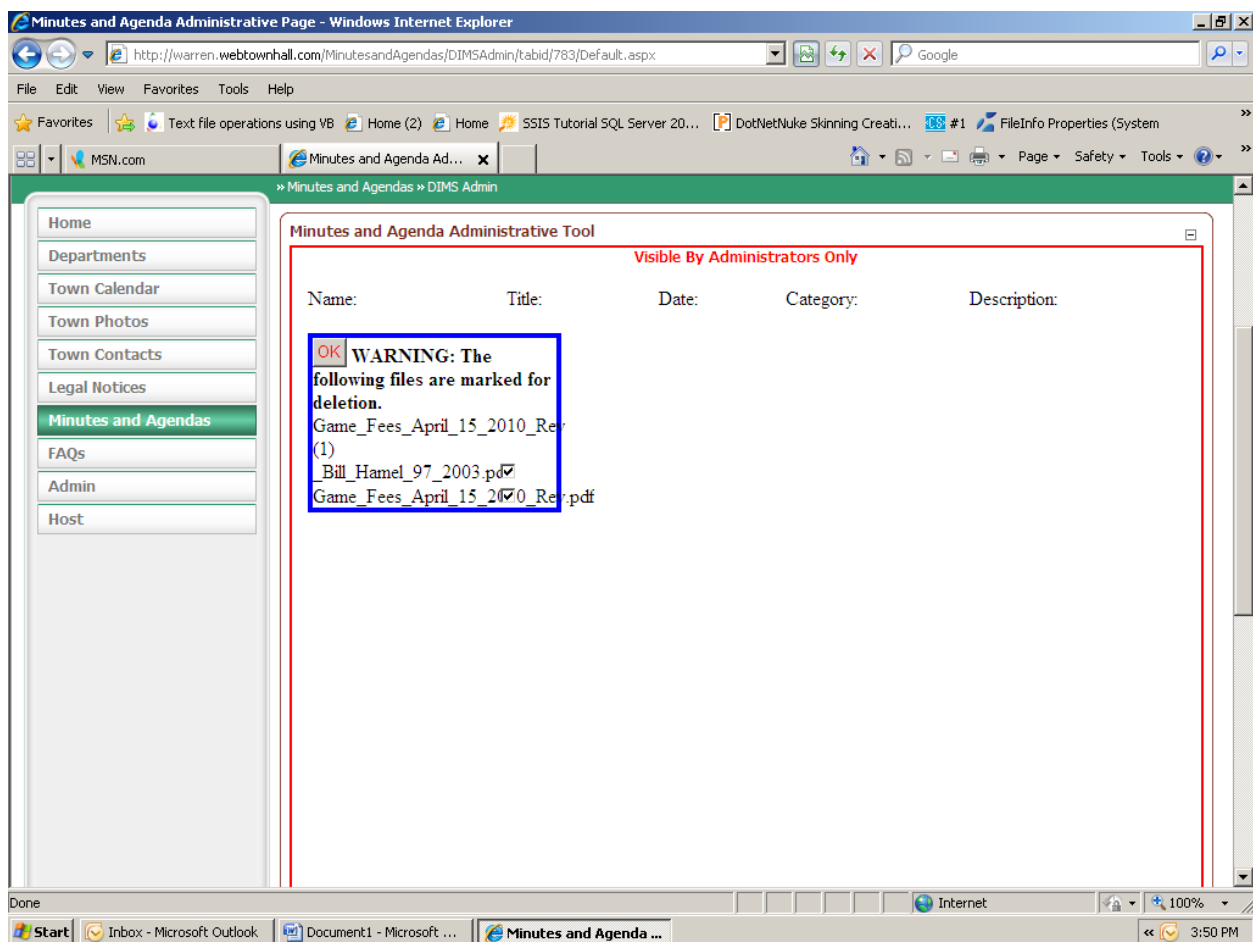 Minutes and Agenda Administrative Page - Windows Internet Explorer
http://warren.webtownhall.com/MinutesandAgendas/DIMSAdmin/tabid/783/Default.aspx
Google
File Edit View Favorites Tools Help
Favorites Text file operations using VB Home (2) Home SSIS Tutorial SQL Server 20... DotNetNuke Skinning Creati... CS #1 FileInfo Properties (System »
MSN.com Minutes and Agenda Ad... Page Safety Tools »
» Minutes and Agendas » DIMS Admin
Home
Departments
Town Calendar
Town Photos
Town Contacts
Legal Notices
Minutes and Agendas
FAQs
Admin
Host
Minutes and Agenda Administrative Tool
Visible By Administrators Only
Name: Title: Date: Category: Description:
OK WARNING: The
following files are marked for
deletion.
Game_Fees_April_15_2010_Rev
(1)
_Bill_Hamel_97_2003.pdf
Game_Fees_April_15_2010_Rev.pdf
Done Internet 100%
Start Inbox - Microsoft Outlook Document1 - Microsoft ... Minutes and Agenda ... « 3:50 PM